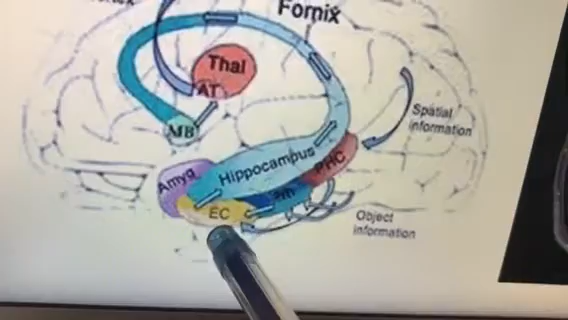 Fornix
Thal
AT
MB
Spatial
information
Amyg
Hippocampus
PHC
EC
Object
information